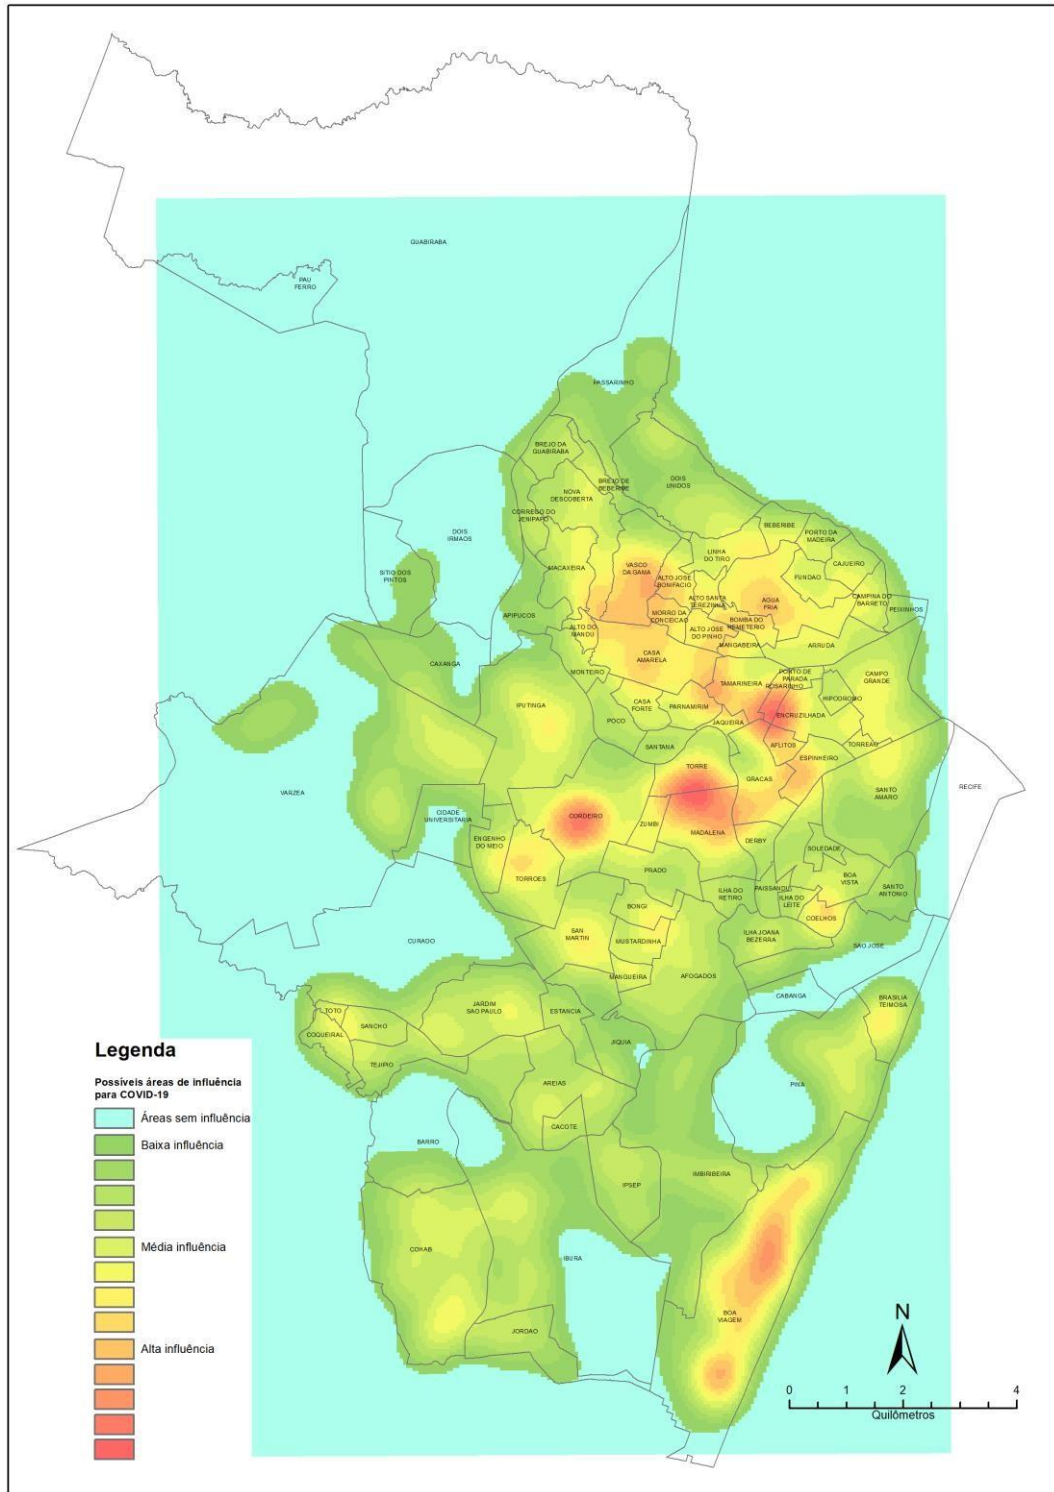 GUABIRABA
PAU
FERRO
PASSARINHO
BREJO DA
GUABIRABA
DOIS
UNIDOS
BREJO DE
BEBERIBE
NOVA
DESCOBERTA
CORREGO DO
JENIPAPO
BEBERIBE
PORTO DA
MADEIRA
DOIS
IRMAOS
LINHA
DO TIRO
CAJUEIRO
VASCO
DA GAMA
MACAXEIRA
SITIO DOS
PINTOS
ALTO JOSE
BONIFACIO
FUNDAO
AGUA
FRIA
CAMPINA DO
BARRETO
PEIXINHOS
ALTO SANTA
TEREZINHA
APIPUCOS
MORRO DA
CONCEICAO
BOMBA DO
HEMETERIO
ALTO DO
MANDU
ALTO JOSE
DO PINHO
MANGABEIRA
ARRUDA
CASA
AMARELA
CAXANGA
MONTEIRO
PORTO DE
PARADA
ROSARINHO
TAMARINEIRA
CAMPO
GRANDE
HIPODROMO
IPUTINGA
CASA
FORTE
PARNAMIRIM
POCO
JAQUEIRA
ENCRUZILHADA
SANTANA
AFLITOS
TORREAO
ESPINHEIRO
TORRE
GRACAS
RECIFE
VARZEA
SANTO
AMARO
CIDADE
UNIVERSITARIA
CORDEIRO
ZUMBI
MADALENA
DERBY
ENGENHO
DO MEIO
SOLEDADE
PRADO
TORROES
BOA
VISTA
ILHA DO
RETIRO
PAISSANDU
SANTO
ANTONIO
ILHA DO
LEITE
BONGI
COELHOS
SAN
MARTIN
MUSTARDINHA
ILHA JOANA
BEZERRA
CURADO
SAO JOSE
MANGUEIRA
AFOGADOS
CABANGA
BRASILIA
TEIMOSA
TOTO
JARDIM
SAO PAULO
ESTANCIA
SANCHO
COQUEIRAL
JIQUIA
TEJIPIO
AREIAS
PINA
CACOTE
BARRO
IMBIRIBEIRA
IPSEP
COHAB
IBURA
BOA
VIAGEM
JORDAO
Legenda
Possíveis áreas de influência
para COVID-19
Áreas sem influência
Baixa influência
Média influência
Alta influência
N
0 1 2 4
Quilômetros